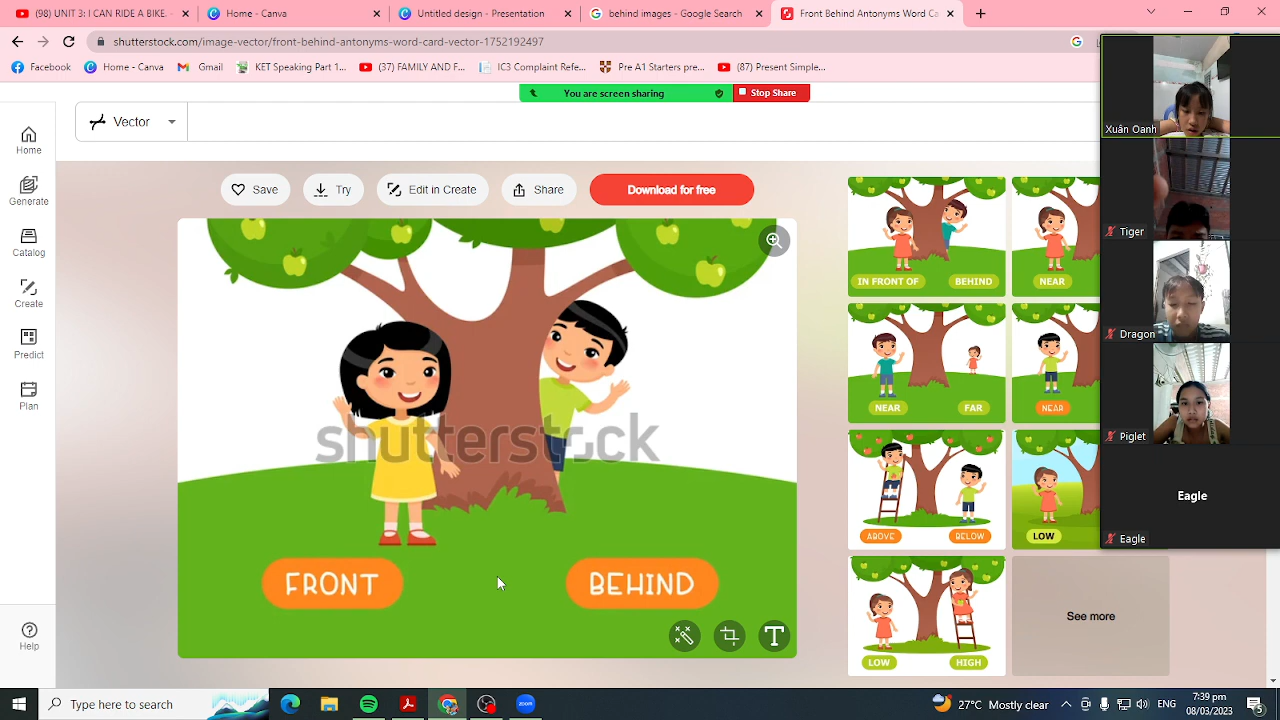 (98) UNIT 3: I CAN RIDE A BIKE. -
Home - Canva
Untitled design - Presentation
behind images - Google Search
Front Behind Antonyms Word Ca
shutterstock.com/image-vector/front-behind-antonyms-word-card-vector-1752192497
Facebook
Home - Canva
Gmail
KET Speaking Part 1...
(37) FAMILY AND F...
IC3 Complaint Refe...
Pre A1 Starters pre...
(87) Present Simple...
You are screen sharing
Stop Share
Vector
Home
Generate
Catalog
Create
Predict
Plan
Help
Save
Try
Edit in Create
Share
Download for free
shutterstock
FRONT
BEHIND
IN FRONT OF
BEHIND
NEAR
NEAR
FAR
NEAR
ABOVE
BELOW
LOW
LOW
HIGH
See more
Xuân Oanh
Tiger
Dragon
Piglet
Eagle
Eagle
Type here to search
zoom
27°C Mostly clear
ENG
7:39 pm
08/03/2023
5